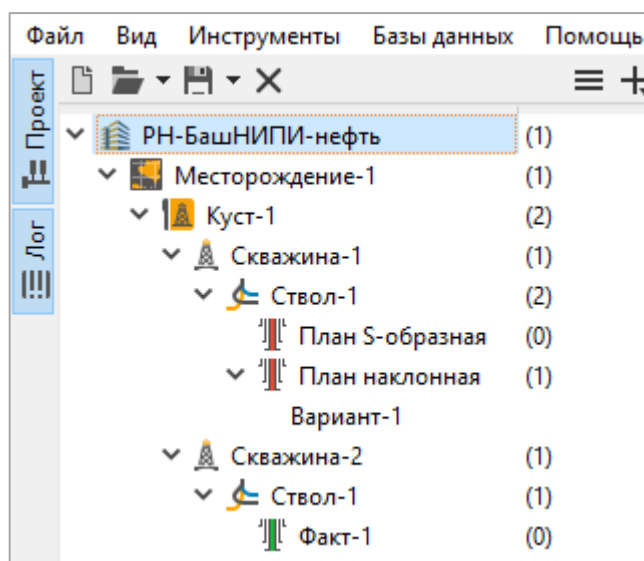 Файл Вид Инструменты Базы данных Помощь
Проект
Лог
РН-БашНИПИ-нефть (1)
Месторождение-1 (1)
Куст-1 (2)
Скважина-1 (1)
Ствол-1 (2)
План S-образная (0)
План наклонная (1)
Вариант-1
Скважина-2 (1)
Ствол-1 (1)
Факт-1 (0)